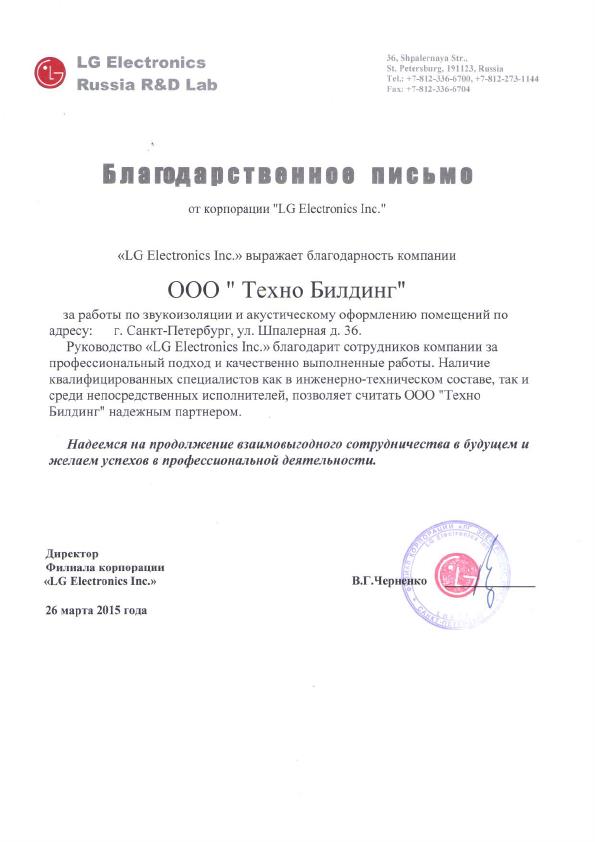 LG Electronics
Russia R&D Lab
36, Shpalernaya Str.,
St. Petersburg, 191123, Russia
Tel.: +7-812-336-6700, +7-812-273-1144
Fax: +7-812-336-6704
Благодарственное письмо
от корпорации "LG Electronics Inc."
«LG Electronics Inc.» выражает благодарность компании
ООО " Техно Билдинг"
за работы по звукоизоляции и акустическому оформлению помещений по
адресу: г. Санкт-Петербург, ул. Шпалерная д. 36.
Руководство «LG Electronics Inc.» благодарит сотрудников компании за
профессиональный подход и качественно выполненные работы. Наличие
квалифицированных специалистов как в инженерно-техническом составе, так и
среди непосредственных исполнителей, позволяет считать ООО "Техно
Билдинг" надежным партнером.
Надеемся на продолжение взаимовыгодного сотрудничества в будущем и
желаем успехов в профессиональной деятельности.
Директор
Филиала корпорации
«LG Electronics Inc.»
В.Г.Черненко
26 марта 2015 года
LG Electronics Inc